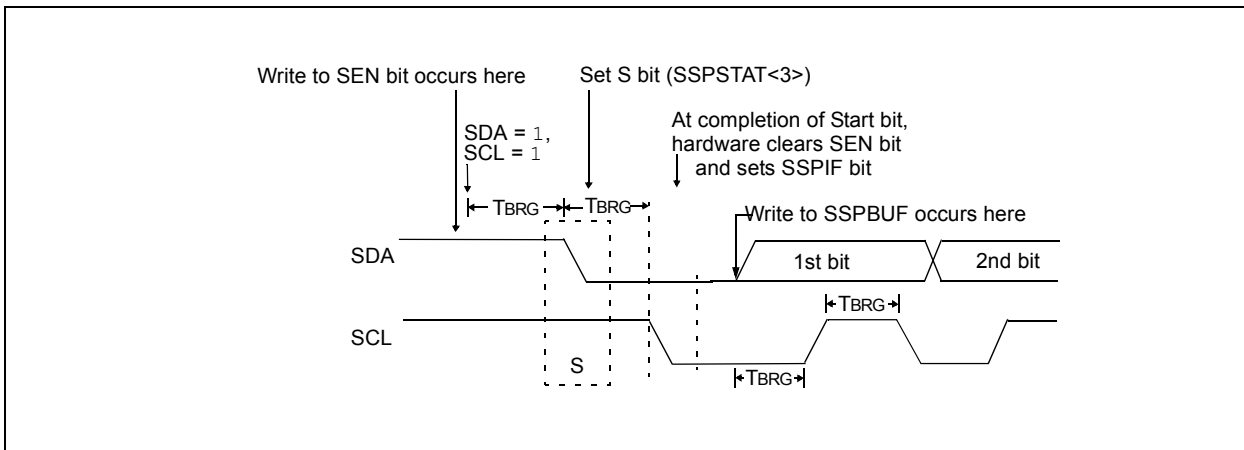 Write to SEN bit occurs here
Set S bit (SSPSTAT<3>)
SDA = 1,
SCL = 1
At completion of Start bit,
hardware clears SEN bit
and sets SSPIF bit
TBRG
TBRG
Write to SSPBUF occurs here
SDA
1st bit
2nd bit
TBRG
SCL
S
TBRG